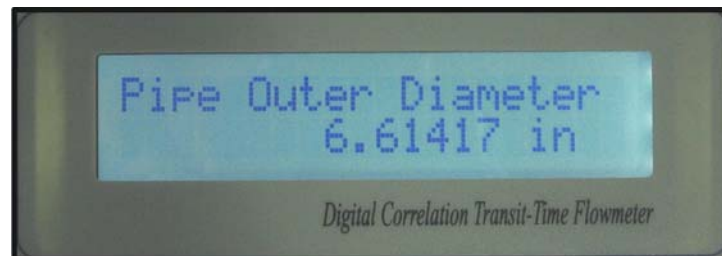 Pipe Outer Diameter
6.61417 in
Digital Correlation Transit-Time Flowmeter